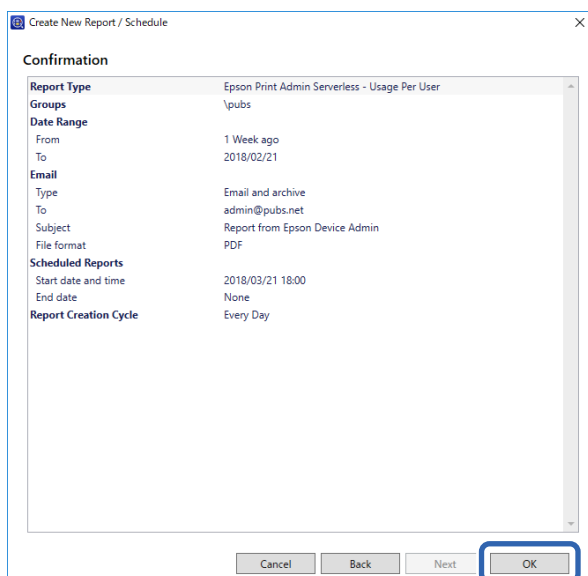 Create New Report / Schedule
Confirmation
Report Type Epson Print Admin Serverless - Usage Per User
Groups \pubs
Date Range
From 1 Week ago
To 2018/02/21
Email
Type Email and archive
To admin@pubs.net
Subject Report from Epson Device Admin
File format PDF
Scheduled Reports
Start date and time 2018/03/21 18:00
End date None
Report Creation Cycle Every Day
Cancel Back Next OK